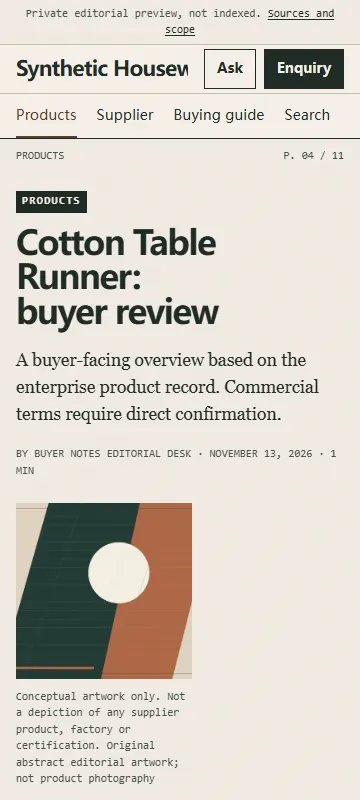 Private editorial preview, not indexed. Sources and
scope
Synthetic
Ask
Enquiry
Products
Supplier
Buying guide
Search
PRODUCTS
P. 04 / 11
PRODUCTS
Cotton Table
Runner:
buyer review
A buyer-facing overview based on the
enterprise product record. Commercial
terms require direct confirmation.
BY BUYER NOTES EDITORIAL DESK · NOVEMBER 13, 2026 · 1
MIN
Conceptual artwork only. Not
a depiction of any supplier
product, factory or
certification. Original
abstract editorial artwork;
not product photography